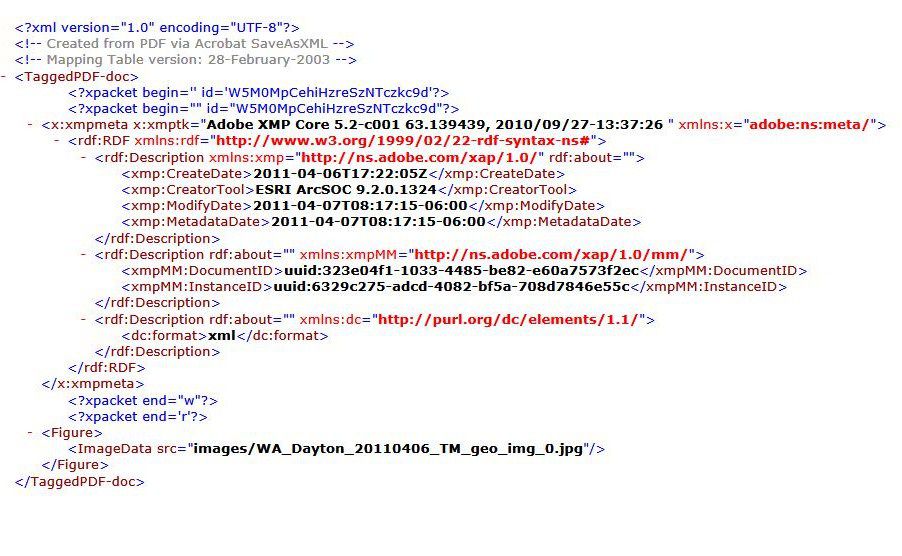 <?xml version="1.0" encoding="UTF-8"?>
<!-- Created from PDF via Acrobat SaveAsXML -->
<!-- Mapping Table version: 28-February-2003 -->
- <TaggedPDF-doc>
<?xpacket begin='' id='W5M0MpCehiHzreSzNTczkc9d'?>
<?xpacket begin="" id="W5M0MpCehiHzreSzNTczkc9d"?>
- <x:xmpmeta x:xmptk="Adobe XMP Core 5.2-c001 63.139439, 2010/09/27-13:37:26 " xmlns:x="adobe:ns:meta/">
- <rdf:RDF xmlns:rdf="http://www.w3.org/1999/02/22-rdf-syntax-ns#">
- <rdf:Description xmlns:xmp="http://ns.adobe.com/xap/1.0/" rdf:about="">
<xmp:CreateDate>2011-04-06T17:22:05Z</xmp:CreateDate>
<xmp:CreatorTool>ESRI ArcSOC 9.2.0.1324</xmp:CreatorTool>
<xmp:ModifyDate>2011-04-07T08:17:15-06:00</xmp:ModifyDate>
<xmp:MetadataDate>2011-04-07T08:17:15-06:00</xmp:MetadataDate>
</rdf:Description>
- <rdf:Description rdf:about="" xmlns:xmpMM="http://ns.adobe.com/xap/1.0/mm/">
<xmpMM:DocumentID>uuid:323e04f1-1033-4485-be82-e60a7573f2ec</xmpMM:DocumentID>
<xmpMM:InstanceID>uuid:6329c275-adcd-4082-bf5a-708d7846e55c</xmpMM:InstanceID>
</rdf:Description>
- <rdf:Description rdf:about="" xmlns:dc="http://purl.org/dc/elements/1.1/">
<dc:format>xml</dc:format>
</rdf:Description>
</rdf:RDF>
</x:xmpmeta>
<?xpacket end="w"?>
<?xpacket end='r'?>
- <Figure>
<ImageData src="images/WA_Dayton_20110406_TM_geo_img_0.jpg"/>
</Figure>
</TaggedPDF-doc>